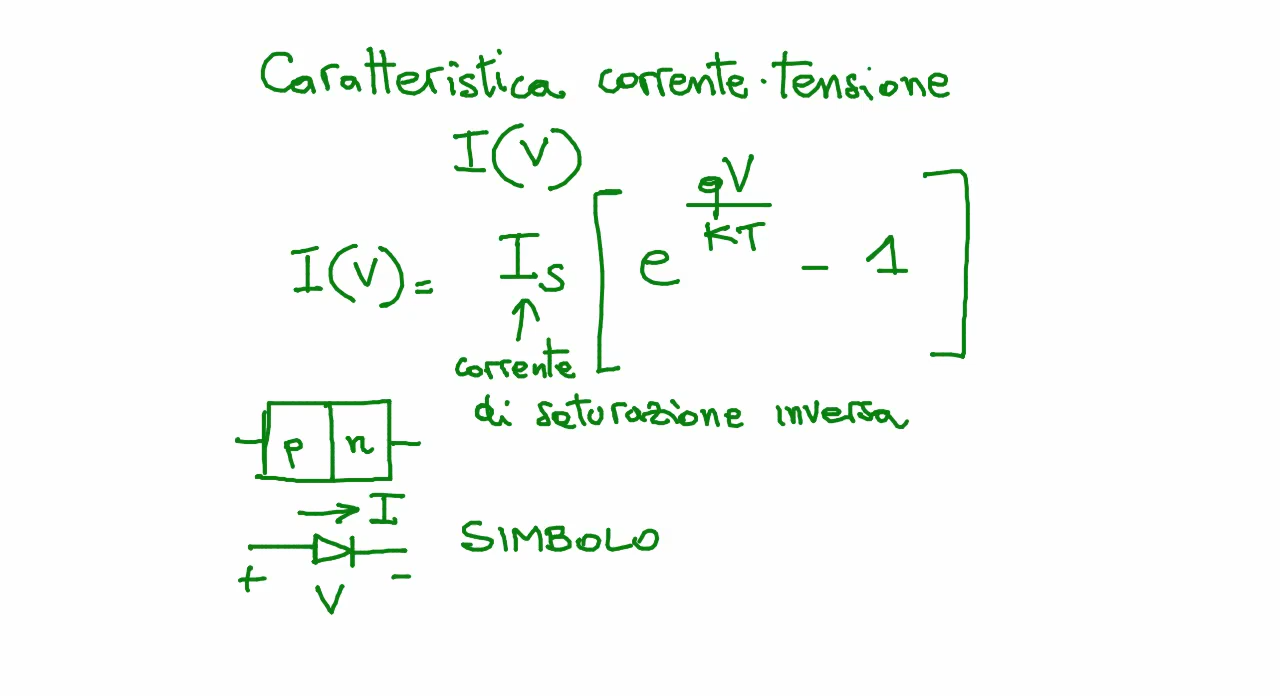 Caratteristica corrente-tensione
I(V)
I(V) = Is [ e^(qV/KT) - 1 ]
corrente
di saturazione inversa
p n
I
SIMBOLO
+ V -